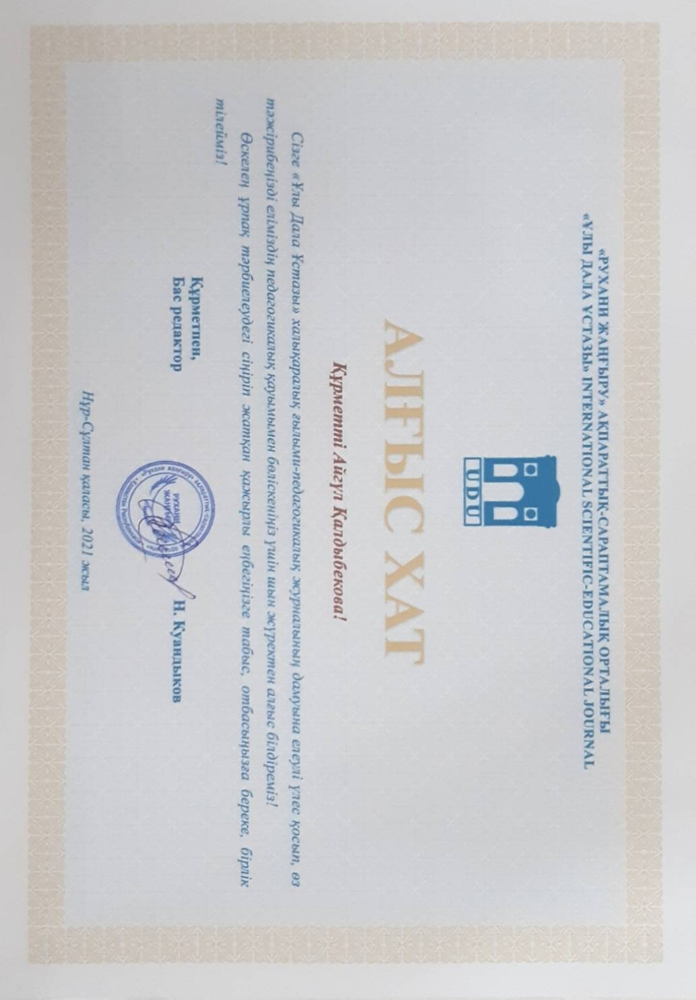 «РУХАНИ ЖАҢҒЫРУ» АҚПАРАТТЫҚ-САРАПТАМАЛЫҚ ОРТАЛЫҒЫ
«ҰЛЫ ДАЛА ҰСТАЗЫ» INTERNATIONAL SCIENTIFIC-EDUCATIONAL JOURNAL
UDU
АЛҒЫС ХАТ
Құрметті Айгүл Қалдыбекова!
Сізге «Ұлы Дала Ұстазы» халықаралық ғылыми-педагогикалық журналының дамуына елеулі үлес қосып, өз
тәжірибеңізді еліміздің педагогикалық қауымымен бөліскеніңіз үшін шын жүректен алғыс білдіреміз!
Өскелең ұрпақ тәрбиелеудегі сіңіріп жатқан қажырлы еңбегіңізге табыс, отбасыңызға береке, бірлік
тілейміз!
Құрметпен,
Бас редактор
Н. Куандыков
РУХАНИ
ЖАҢҒЫРУ
Нұр-Сұлтан қаласы, 2021 жыл